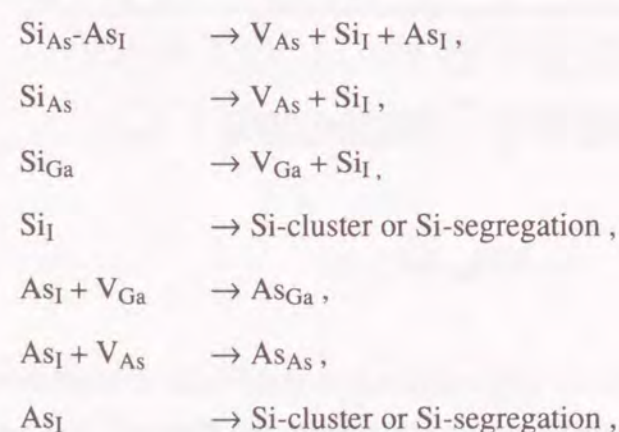 Si_As-As_I → V_As + Si_I + As_I ,
Si_As → V_As + Si_I ,
Si_Ga → V_Ga + Si_I ,
Si_I → Si-cluster or Si-segregation ,
As_I + V_Ga → As_Ga ,
As_I + V_As → As_As ,
As_I → Si-cluster or Si-segregation ,